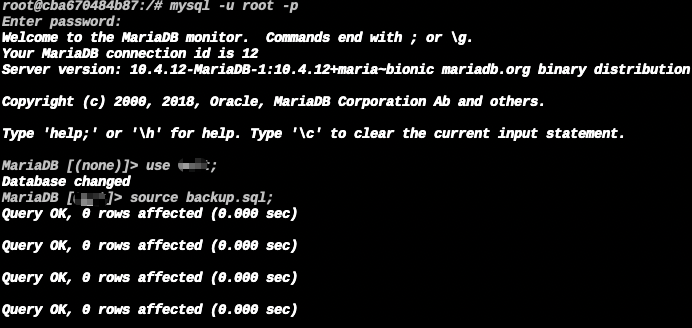 root@cba670484b87:/# mysql -u root -p
Enter password:
Welcome to the MariaDB monitor.  Commands end with ; or \g.
Your MariaDB connection id is 12
Server version: 10.4.12-MariaDB-1:10.4.12+maria~bionic mariadb.org binary distribution
Copyright (c) 2000, 2018, Oracle, MariaDB Corporation Ab and others.
Type 'help;' or '\h' for help. Type '\c' to clear the current input statement.
MariaDB [(none)]> use ;
Database changed
MariaDB []> source backup.sql;
Query OK, 0 rows affected (0.000 sec)
Query OK, 0 rows affected (0.000 sec)
Query OK, 0 rows affected (0.000 sec)
Query OK, 0 rows affected (0.000 sec)